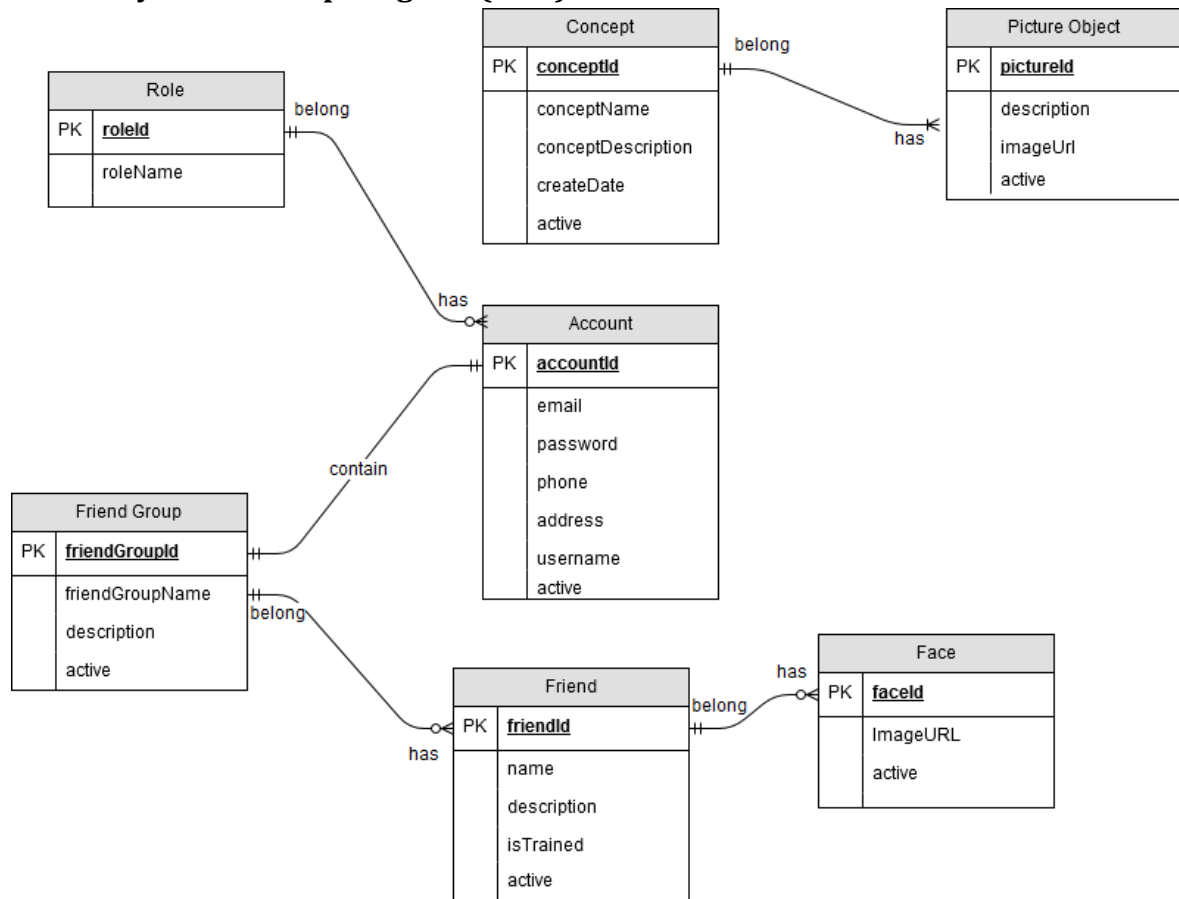 Concept
PK conceptId
conceptName
conceptDescription
createDate
active
belong
has
Picture Object
PK pictureId
description
imageUrl
active
Role
PK roleId
roleName
belong
has
Account
PK accountId
email
password
phone
address
username
active
contain
Friend Group
PK friendGroupId
friendGroupName
description
active
belong
has
Friend
PK friendId
name
description
isTrained
active
belong
has
Face
PK faceId
ImageURL
active